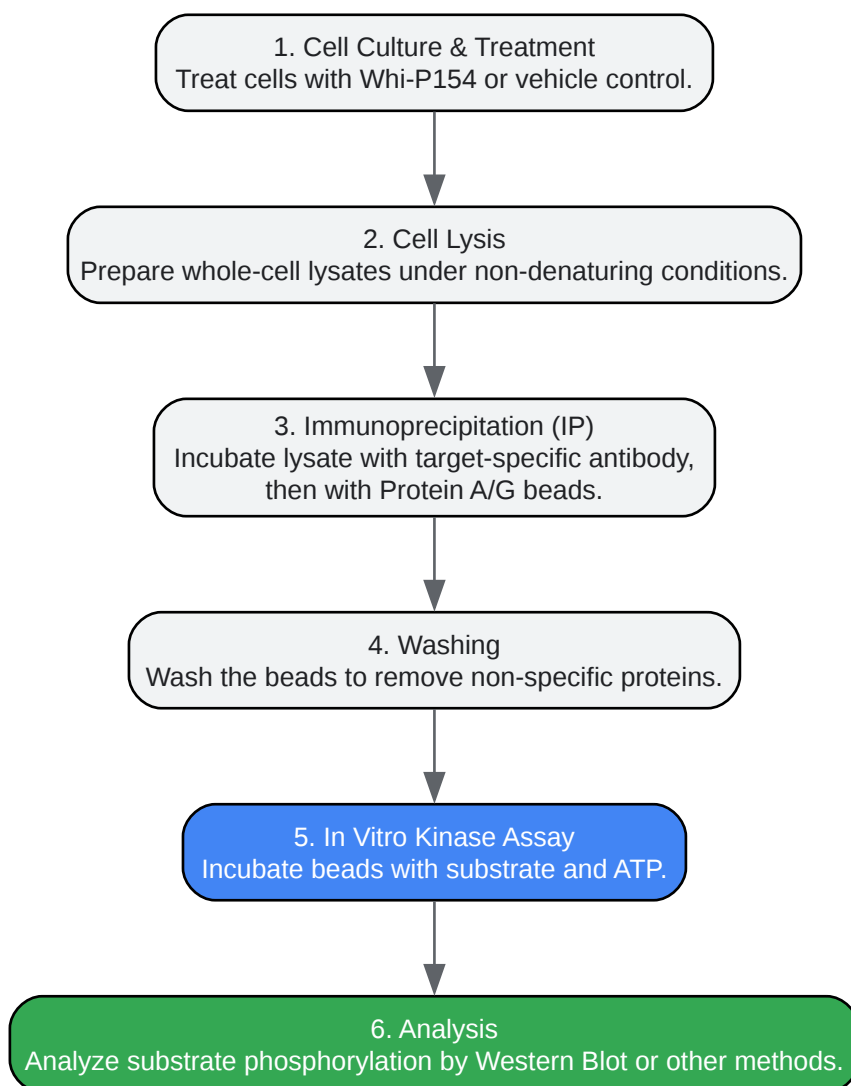 1. Cell Culture & Treatment
Treat cells with Whi-P154 or vehicle control.
2. Cell Lysis
Prepare whole-cell lysates under non-denaturing conditions.
3. Immunoprecipitation (IP)
Incubate lysate with target-specific antibody,
then with Protein A/G beads.
4. Washing
Wash the beads to remove non-specific proteins.
5. In Vitro Kinase Assay
Incubate beads with substrate and ATP.
6. Analysis
Analyze substrate phosphorylation by Western Blot or other methods.